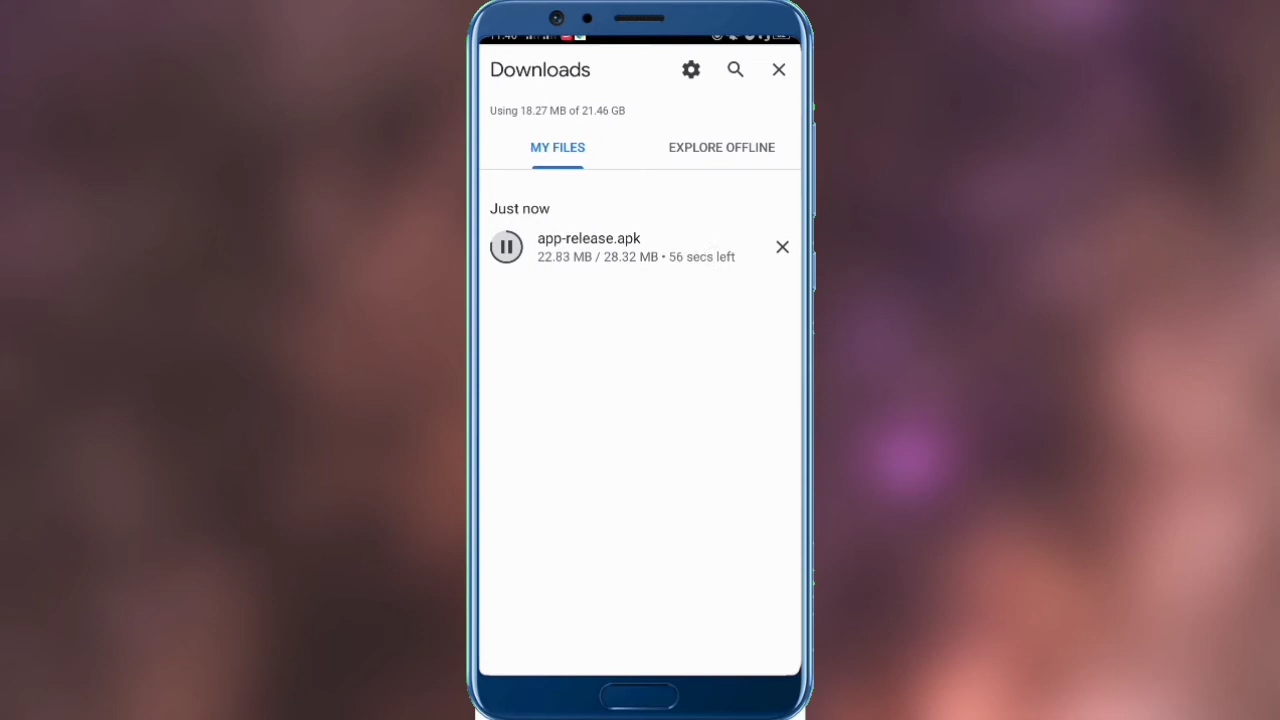 Downloads
Using 18.27 MB of 21.46 GB
MY FILES
EXPLORE OFFLINE
Just now
app-release.apk
22.83 MB / 28.32 MB • 56 secs left